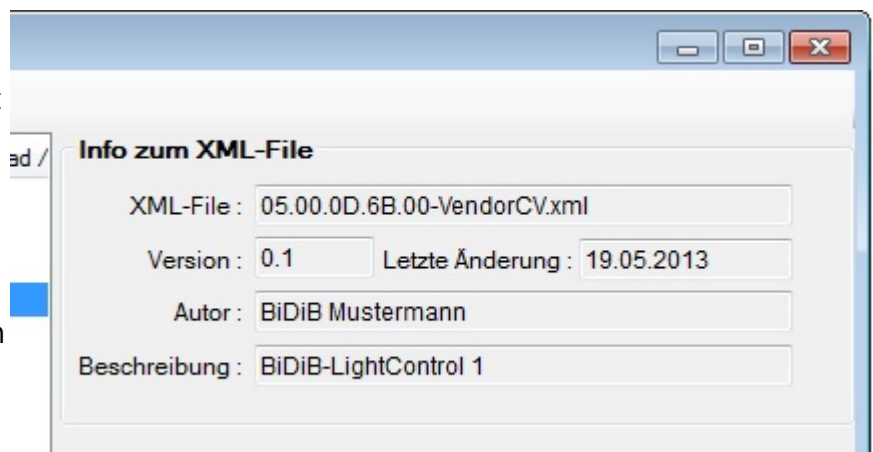 ad /
Info zum XML-File
XML-File : 05.00.0D.6B.00-VendorCV.xml
Version : 0.1 Letzte Änderung : 19.05.2013
Autor : BiDiB Mustermann
Beschreibung : BiDiB-LightControl 1